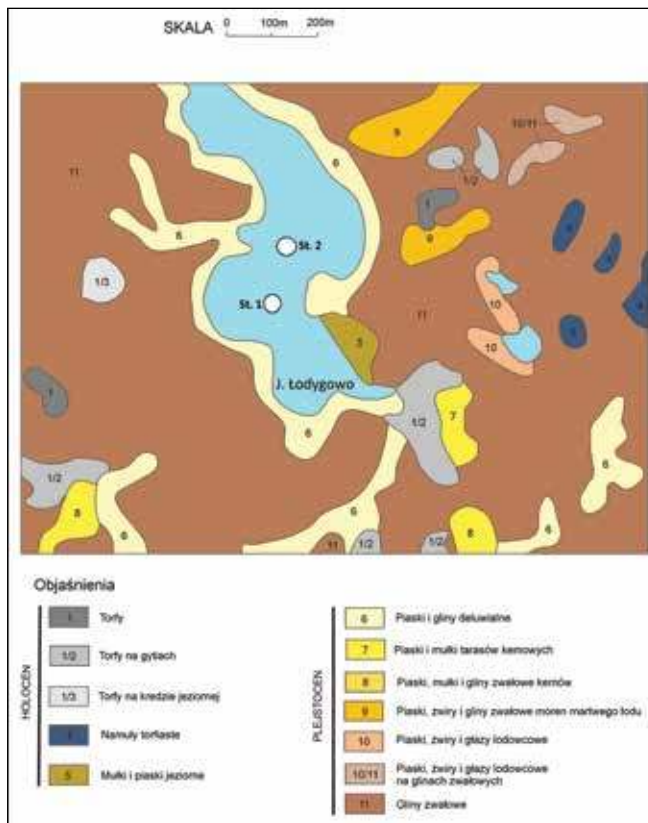 SKALA 0 100m 200m
6
9
10/11
11
1/2
1
6
St. 2
9
1/3
St. 1
10
11
10
5
J. Łodygowo
1
1/2
7
6
6
1/2
8
6
6
11
1/2
1/2
8
6
Objaśnienia
HOLOCEN
1 Torfy
1/2 Torfy na gytiach
1/3 Torfy na kredzie jeziornej
Namuły torfiaste
5 Mułki i piaski jeziorne
PLEJSTOCEN
6 Piaski i gliny deluwialne
7 Piaski i mułki tarasów kemowych
8 Piaski, mułki i gliny zwałowe kemów
9 Piaski, żwiry i gliny zwałowe moren martwego lodu
10 Piaski, żwiry i głazy lodowcowe
10/11 Piaski, żwiry i głazy lodowcowe
na glinach zwałowych
11 Gliny zwałowe